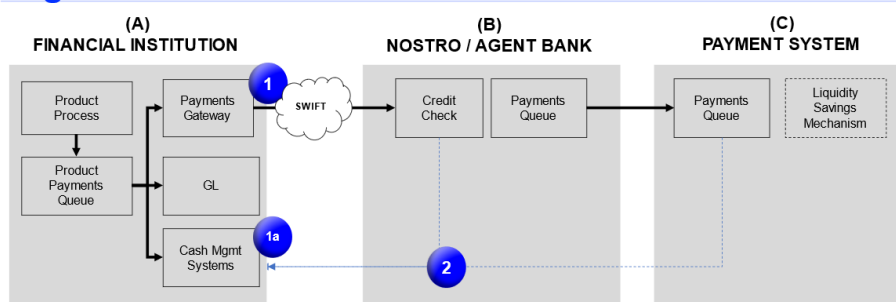 (A)
FINANCIAL INSTITUTION
(B)
NOSTRO / AGENT BANK
(C)
PAYMENT SYSTEM
Product
Process
Payments
Gateway
1
SWIFT
Credit
Check
Payments
Queue
Payments
Queue
Liquidity
Savings
Mechanism
Product
Payments
Queue
GL
Cash Mgmt
Systems
1a
2